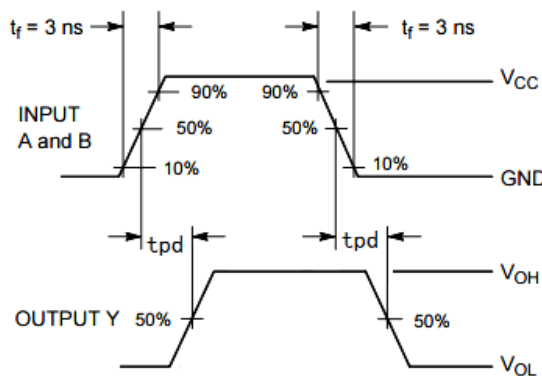 tf = 3 ns tf = 3 ns
90% 90% VCC
INPUT
A and B
50% 50%
10% 10%
GND
tpd tpd
VOH
OUTPUT Y 50% 50%
VOL